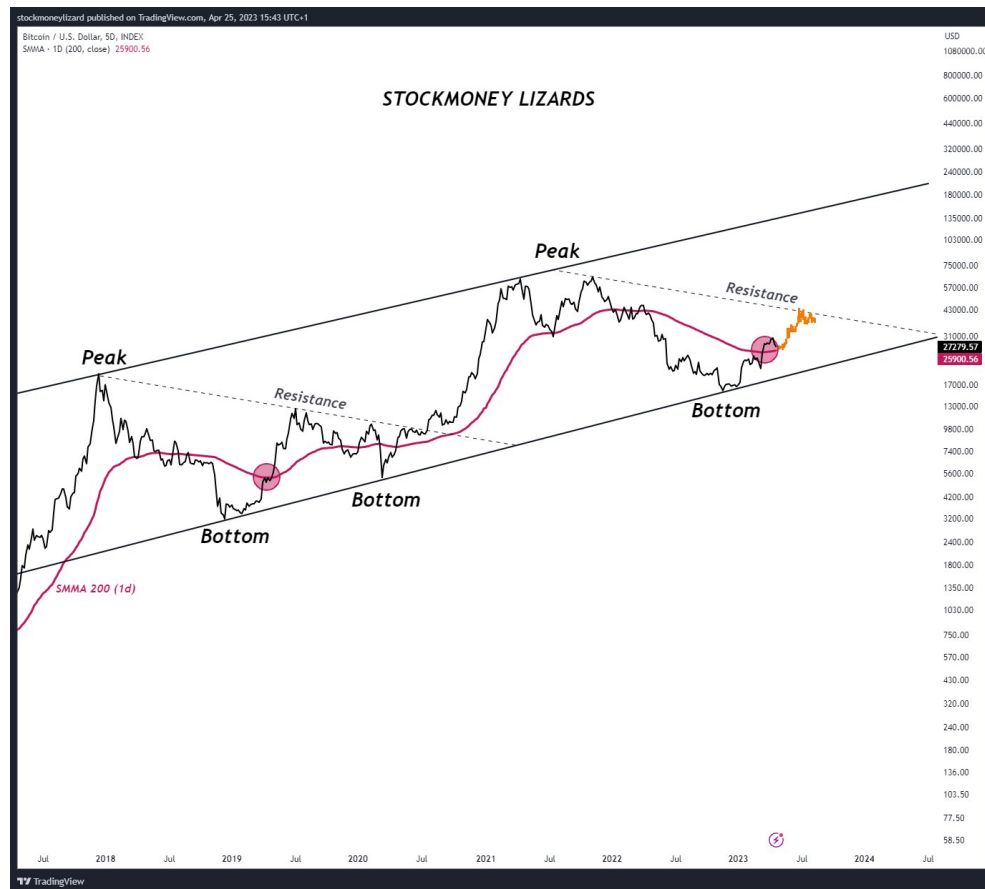 stockmoneylizard published on TradingView.com, Apr 25, 2023 15:43 UTC+1
Bitcoin / U.S. Dollar, 5D, INDEX
SMMA · 1D (200, close) 25900.56
USD
1080000.00
800000.00
600000.00
440000.00
320000.00
240000.00
180000.00
135000.00
103000.00
75000.00
57000.00
43000.00
31000.00
27279.57
25900.56
17000.00
13000.00
9800.00
7400.00
5600.00
4200.00
3200.00
2400.00
1800.00
1350.00
1030.00
750.00
570.00
430.00
320.00
240.00
180.00
136.00
103.50
77.50
58.50
STOCKMONEY LIZARDS
Peak
Resistance
Peak
Resistance
Bottom
Bottom
Bottom
SMMA 200 (1d)
Jul 2018 Jul 2019 Jul 2020 Jul 2021 Jul 2022 Jul 2023 Jul 2024 Jul
TradingView